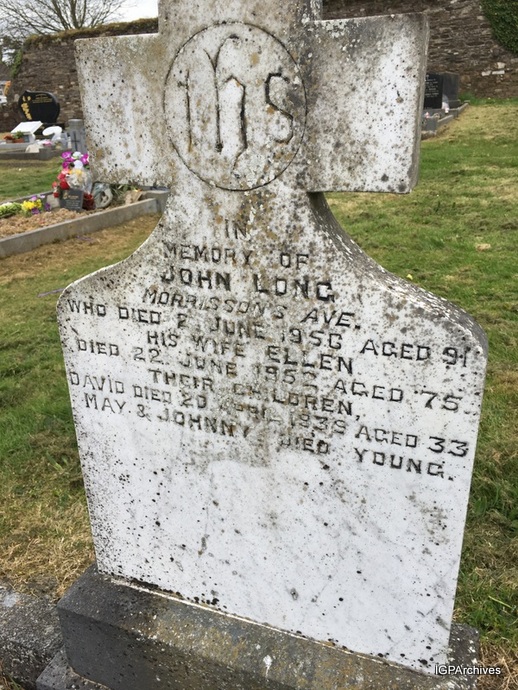 IHS
IN
MEMORY OF
JOHN LONG
MORRISSON'S AVE.
WHO DIED 2 JUNE 1956 AGED 91
HIS WIFE ELLEN
DIED 22 JUNE AGED 75
THEIR CHILDREN,
DAVID DIED 20 APRIL AGED 33
MAY & JOHNNY, DIED YOUNG.
IGPArchives